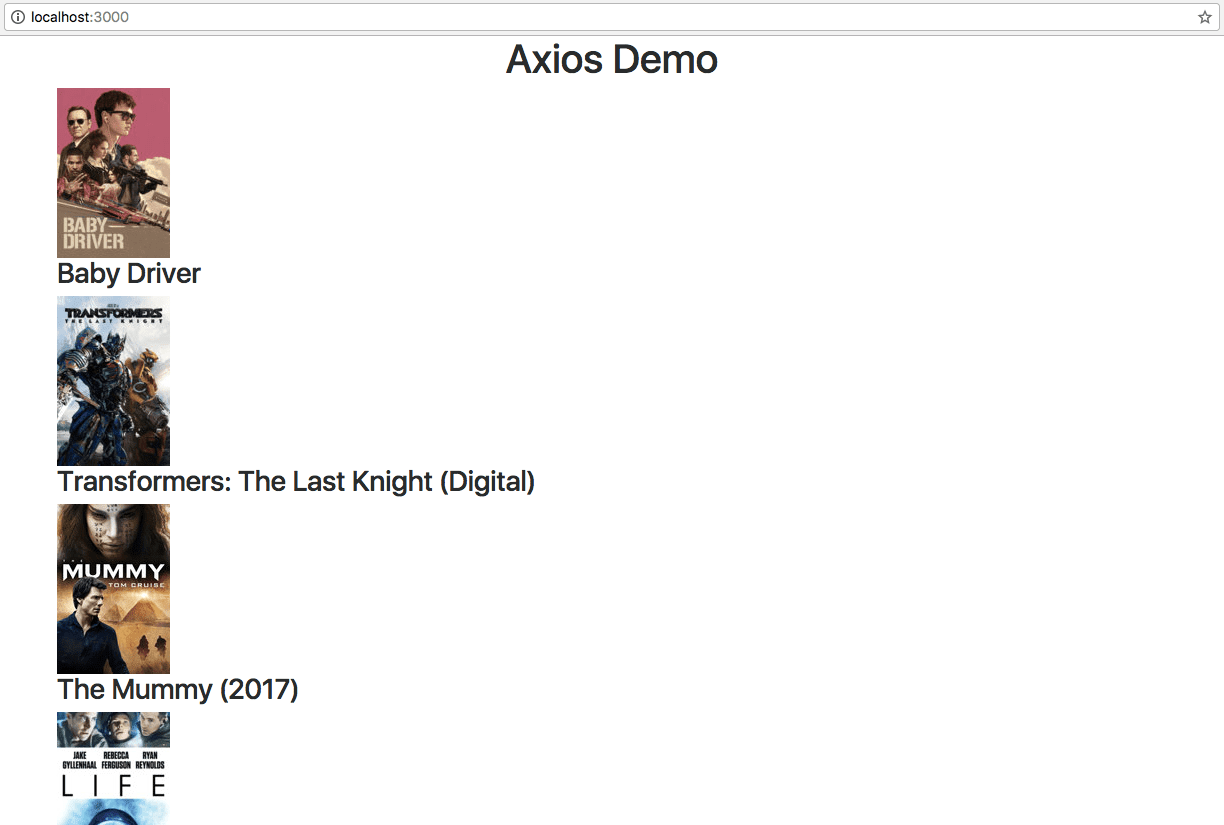 localhost:3000
Axios Demo
BABY
DRIVER
Baby Driver
TRANSFORMERS
THE LAST KNIGHT
Transformers: The Last Knight (Digital)
THE
MUMMY
TOM CRUISE
The Mummy (2017)
JAKE GYLLENHAAL REBECCA FERGUSON RYAN REYNOLDS
LIFE